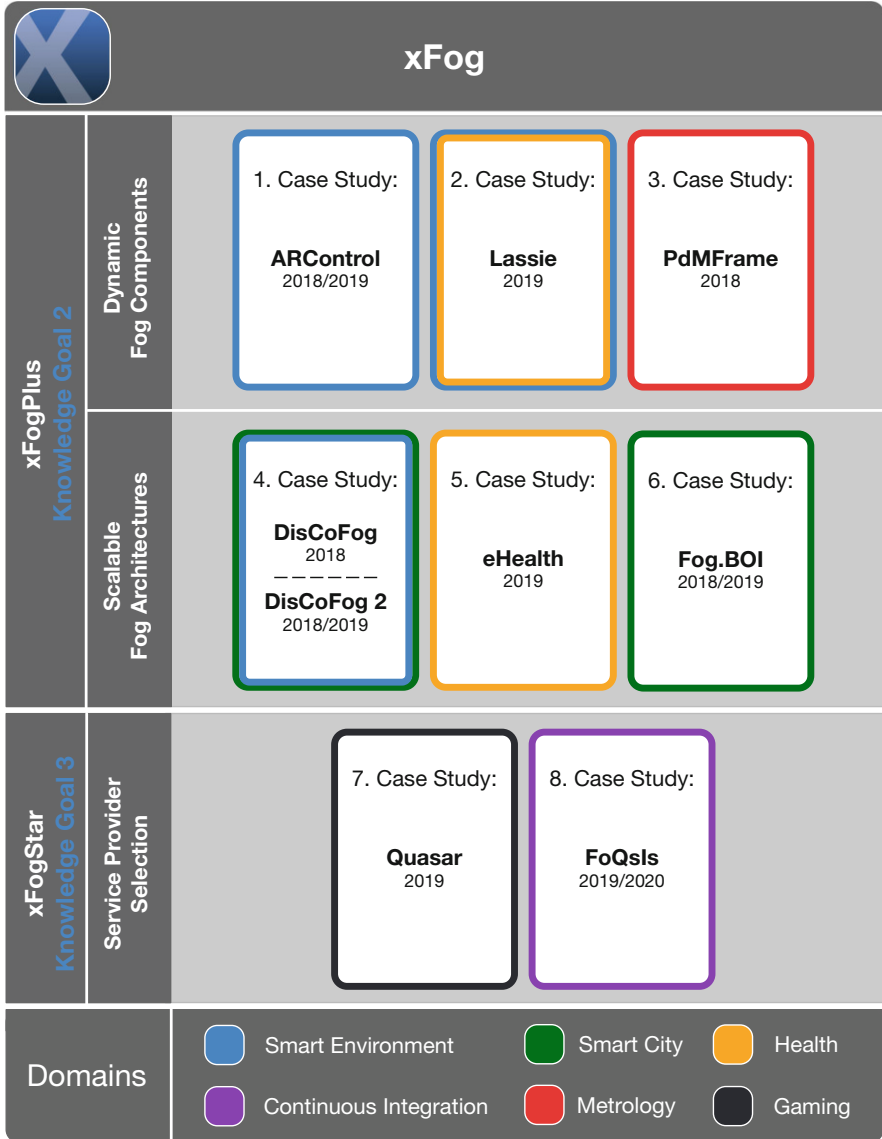 X
xFog
xFogPlus
Knowledge Goal 2
Dynamic
Fog Components
1. Case Study:
ARControl
2018/2019
2. Case Study:
Lassie
2019
3. Case Study:
PdMFrame
2018
Scalable
Fog Architectures
4. Case Study:
DisCoFog
2018
DisCoFog 2
2018/2019
5. Case Study:
eHealth
2019
6. Case Study:
Fog.BOI
2018/2019
xFogStar
Knowledge Goal 3
Service Provider
Selection
7. Case Study:
Quasar
2019
8. Case Study:
FoQsIs
2019/2020
Domains
Smart Environment
Smart City
Health
Continuous Integration
Metrology
Gaming